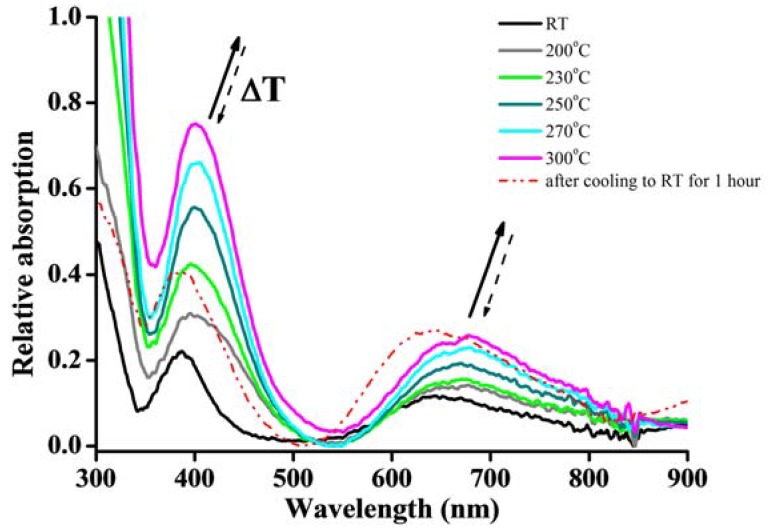 1.0
0.8
0.6
0.4
0.2
0.0
Relative absorption
300
400
500
600
700
800
900
Wavelength (nm)
ΔT
RT
200°C
230°C
250°C
270°C
300°C
after cooling to RT for 1 hour